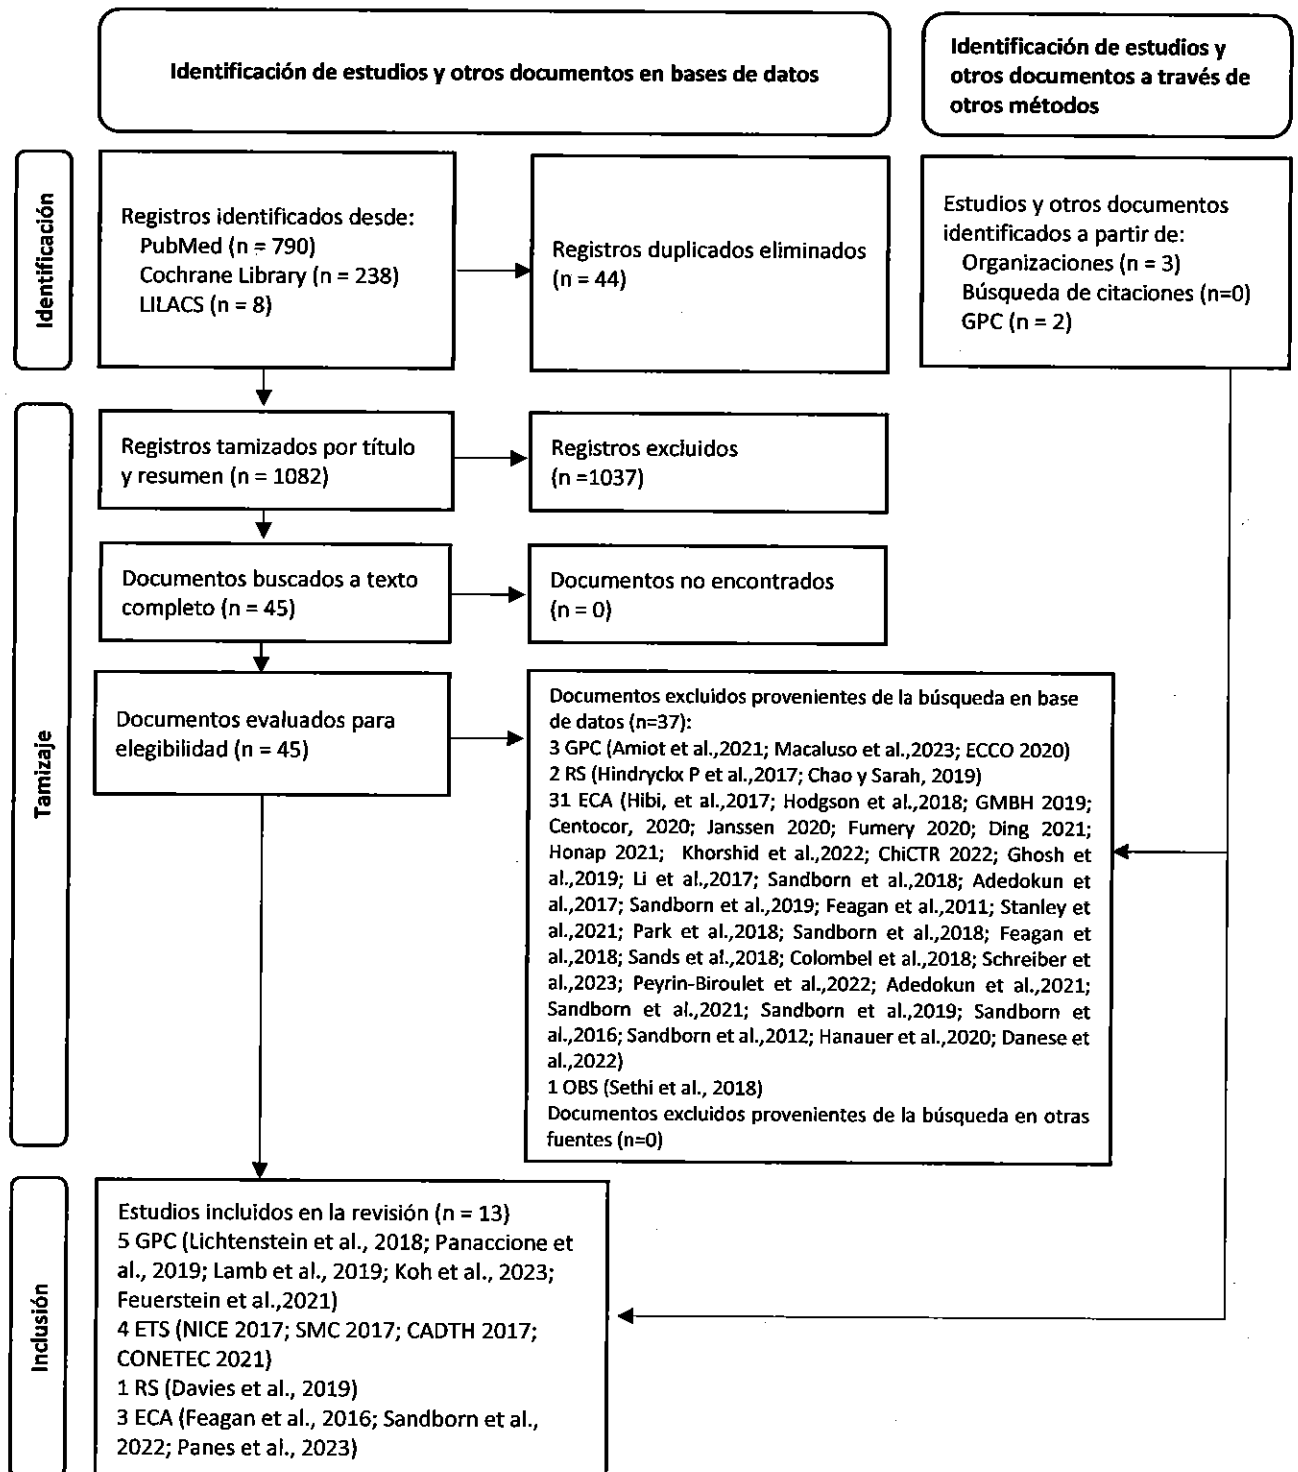 Identificación de estudios y otros documentos en bases de datos
Identificación de estudios y
otros documentos a través de
otros métodos
Identificación
Registros identificados desde:
PubMed (n = 790)
Cochrane Library (n = 238)
LILACS (n = 8)
Registros duplicados eliminados
(n = 44)
Estudios y otros documentos
identificados a partir de:
Organizaciones (n = 3)
Búsqueda de citaciones (n=0)
GPC (n = 2)
Tamizaje
Registros tamizados por título
y resumen (n = 1082)
Registros excluidos
(n =1037)
Documentos buscados a texto
completo (n = 45)
Documentos no encontrados
(n = 0)
Documentos evaluados para
elegibilidad (n = 45)
Documentos excluidos provenientes de la búsqueda en base
de datos (n=37):
3 GPC (Amiot et al.,2021; Macaluso et al.,2023; ECCO 2020)
2 RS (Hindryckx P et al.,2017; Chao y Sarah, 2019)
31 ECA (Hibi, et al.,2017; Hodgson et al.,2018; GMBH 2019;
Centocor, 2020; Janssen 2020; Fumery 2020; Ding 2021;
Honap 2021; Khorshid et al.,2022; ChiCTR 2022; Ghosh et
al.,2019; Li et al.,2017; Sandborn et al.,2018; Adedokun et
al.,2017; Sandborn et al.,2019; Feagan et al.,2011; Stanley et
al.,2021; Park et al.,2018; Sandborn et al.,2018; Feagan et
al.,2018; Sands et al.,2018; Colombel et al.,2018; Schreiber et
al.,2023; Peyrin-Biroulet et al.,2022; Adedokun et al.,2021;
Sandborn et al.,2021; Sandborn et al.,2019; Sandborn et
al.,2016; Sandborn et al.,2012; Hanauer et al.,2020; Danese et
al.,2022)
1 OBS (Sethi et al., 2018)
Documentos excluidos provenientes de la búsqueda en otras
fuentes (n=0)
Inclusión
Estudios incluidos en la revisión (n = 13)
5 GPC (Lichtenstein et al., 2018; Panaccione et
al., 2019; Lamb et al., 2019; Koh et al., 2023;
Feuerstein et al.,2021)
4 ETS (NICE 2017; SMC 2017; CADTH 2017;
CONETEC 2021)
1 RS (Davies et al., 2019)
3 ECA (Feagan et al., 2016; Sandborn et al.,
2022; Panes et al., 2023)